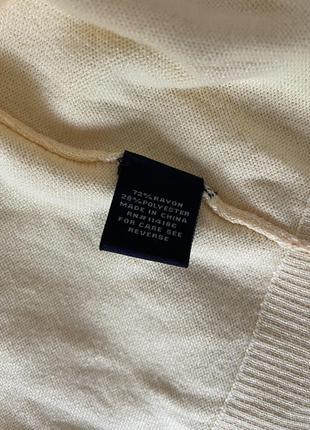 72%RAYON
28%POLYESTER
MADE IN CHINA
RN#114186
FOR CARE SEE
REVERSE